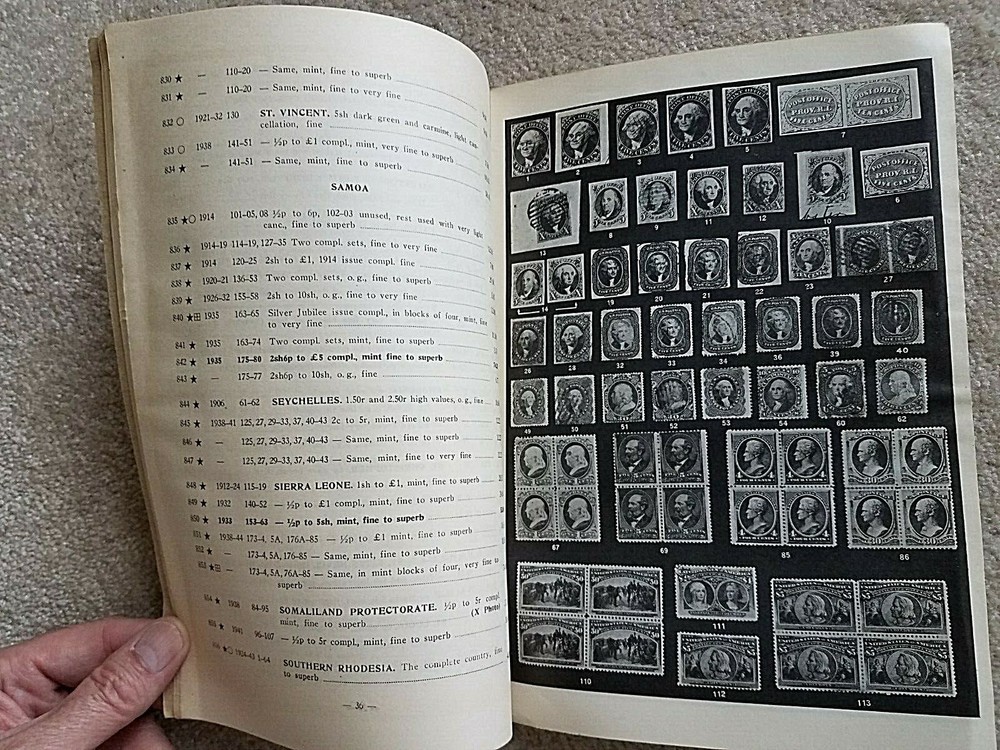 830 ★ — 110-20 — Same, mint, fine to superb
831 ★ — 110-20 — Same, mint, fine to very fine
832 ○ 1921-32 130 ST. VINCENT. 5sh dark green and carmine, light can-
cellation, fine
833 ○ 1938 141-51 — ½p to £1 compl., mint, very fine to superb
834 ★ — 141-51 — Same, mint, fine to superb
SAMOA
835 ★○ 1914 101-05, 08 ½p to 6p, 102-03 unused, rest used with very light
canc., fine to superb
836 ★ 1914-19 114-19, 127-35 Two compl. sets, fine to very fine
837 ★ 1914 120-25 2sh to £1, 1914 issue compl. fine
838 ★ 1920-21 136-53 Two compl. sets, o.g., fine to superb
839 ★ 1926-32 155-58 2sh to 10sh, o.g., fine to very fine
840 ★⊞ 1935 163-65 Silver Jubilee issue compl., in blocks of four, mint, fine
to very fine
841 ★ 1935 163-74 Two compl. sets, mint, fine to superb
842 ★ 1935 175-80 2sh6p to £5 compl., mint fine to superb
843 ★ — 175-77 2sh6p to 10sh, o.g., fine
844 ★ 1906 61-62 SEYCHELLES. 1.50r and 2.50r high values, o.g., fine
845 ★ 1938-41 125, 27, 29-33, 37, 40-43 2c to 5r, mint, fine to superb
846 ★ — 125, 27, 29-33, 37, 40-43 — Same, mint, fine to superb
847 ★ — 125, 27, 29-33, 37, 40-43 — Same, mint, fine to very fine
848 ★ 1912-24 115-19 SIERRA LEONE. 1sh to £1, mint, fine to superb
849 ★ 1932 140-52 — ½p to £1 compl., mint, fine to superb
850 ★ 1933 153-63 — ½p to 5sh, mint, fine to superb
851 ★ 1938-44 173-4, 5A, 176A-85 — ½p to £1 mint
852 ★ — 173-4, 5A, 176-85 — Same, mint, fine to superb
853 ★⊞ — 173-4, 5A, 76A-85 — Same, in mint blocks of four, very fine to
superb
854 ★ 1938 84-95 SOMALILAND PROTECTORATE. ½p to 5r compl.
mint, fine to superb (X Photo)
★ 1941 96-107 — ½p to 5r compl., mint, fine to superb
★○ 1924-43 1-64 SOUTHERN RHODESIA. The complete country, fine
to superb
— 36 —
POST OFFICE
PROV. R.I.
TEN CENTS
1
2
3
4
5
7
POST OFFICE
PROV. R.I.
FIVE CENTS
8
9
11
12
10
6
13
14
19
20
21
22
23
27
26
28
32
33
34
36
39
40
49
50
51
52
53
54
60
62
67
69
85
86
110
111
112
113